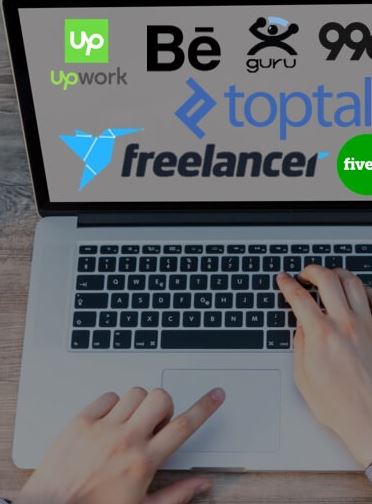 Up
Upwork
Bē
guru
99
toptal
freelancer
five
Q W E R T Z U I
A S D F G H J K
Y X C V B N M